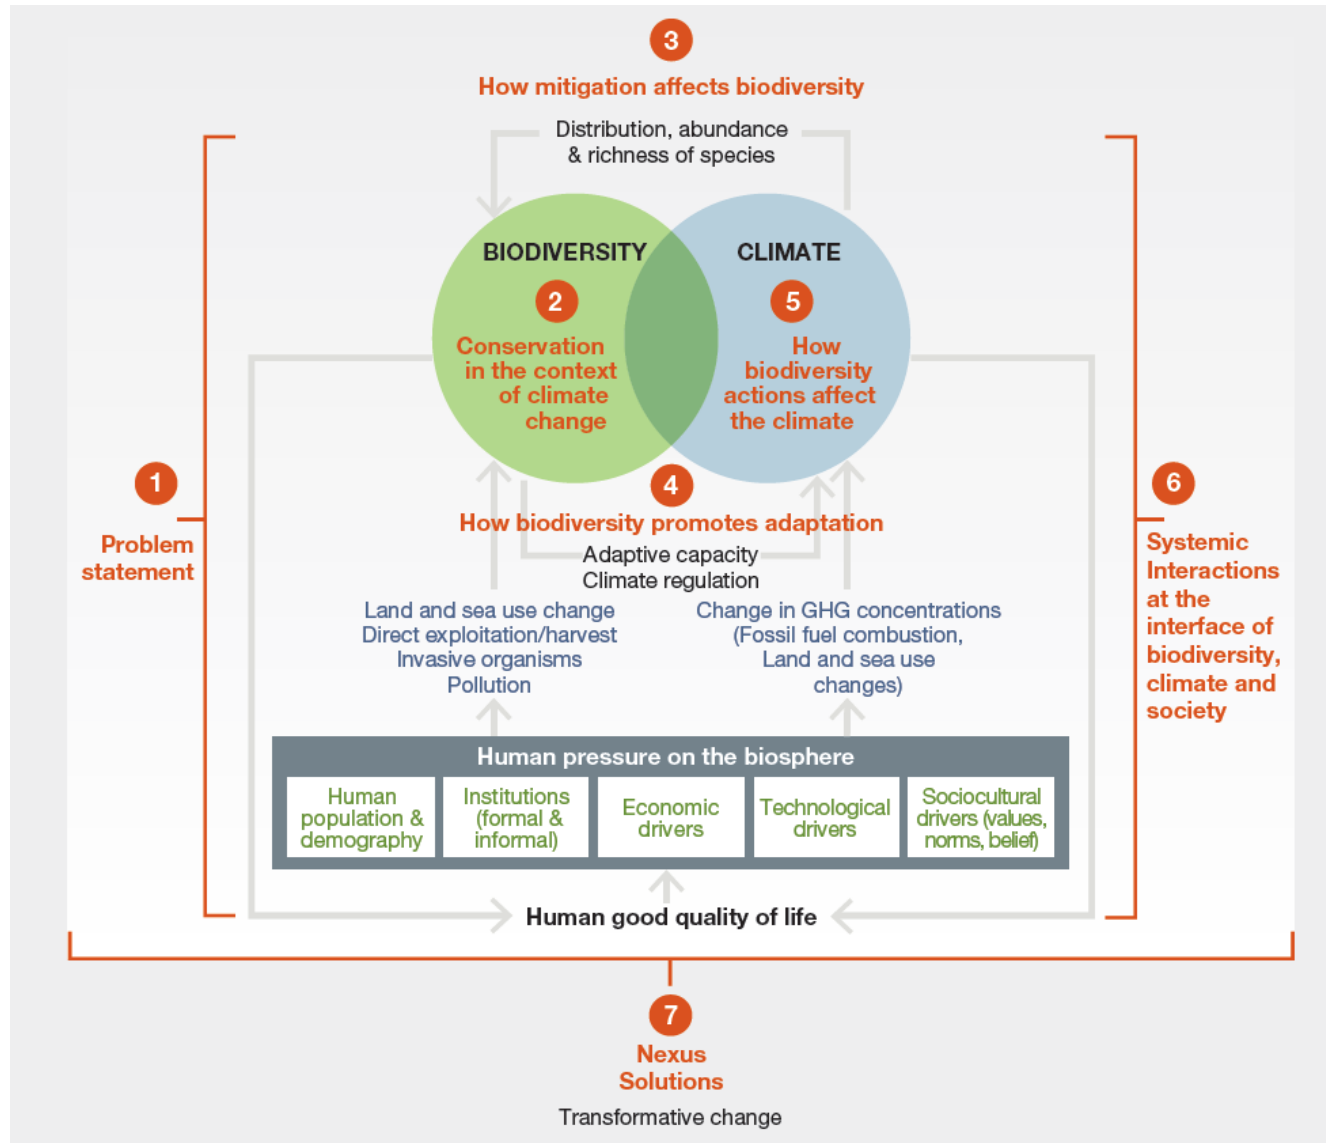 3
How mitigation affects biodiversity
Distribution, abundance
& richness of species
BIODIVERSITY
CLIMATE
2
5
Conservation
in the context
of climate
change
How
biodiversity
actions affect
the climate
1
Problem
statement
4
How biodiversity promotes adaptation
Adaptive capacity
Climate regulation
6
Systemic
Interactions
at the
interface of
biodiversity,
climate and
society
Land and sea use change
Direct exploitation/harvest
Invasive organisms
Pollution
Change in GHG concentrations
(Fossil fuel combustion,
Land and sea use
changes)
Human pressure on the biosphere
Human
population &
demography
Institutions
(formal &
informal)
Economic
drivers
Technological
drivers
Sociocultural
drivers (values,
norms, belief)
Human good quality of life
7
Nexus
Solutions
Transformative change